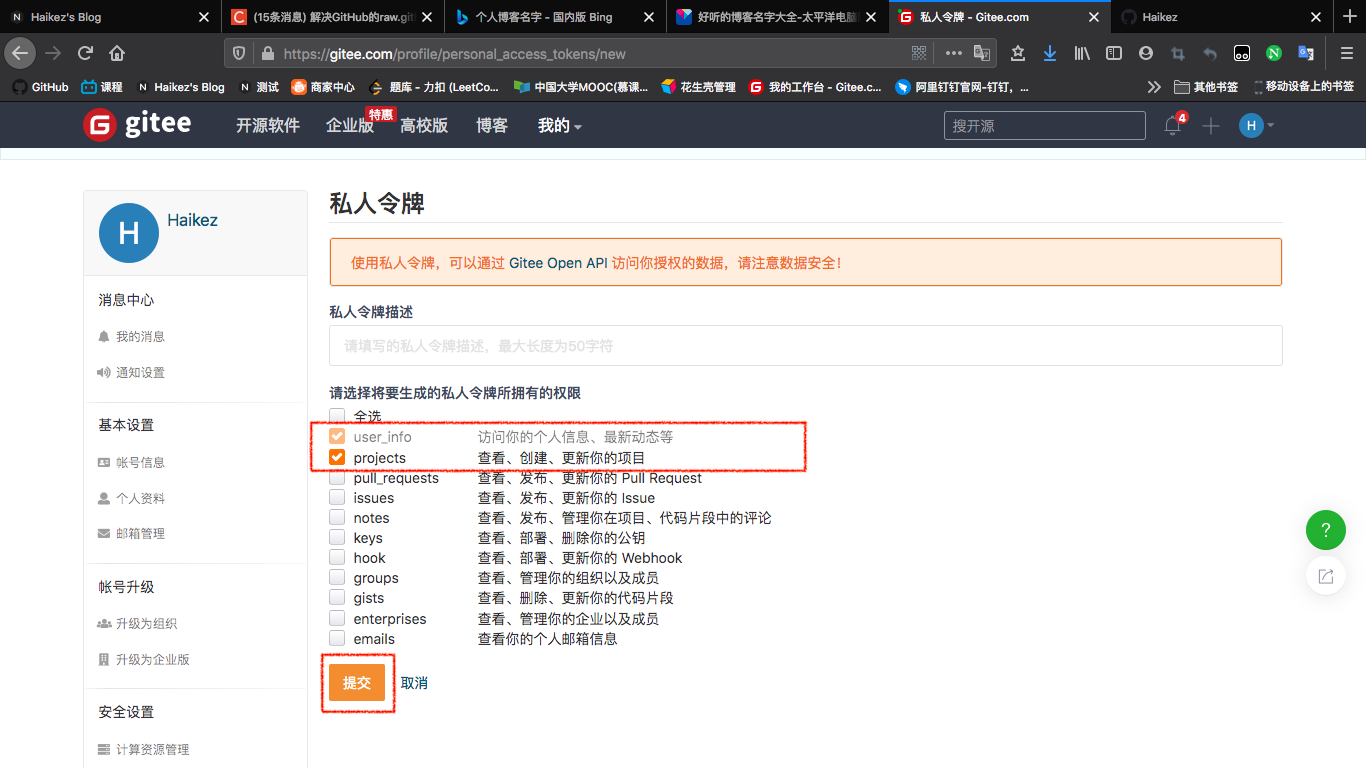 Haikez's Blog
(15条消息) 解决GitHub的raw.git
个人博客名字 - 国内版 Bing
好听的博客名字大全-太平洋电脑
私人令牌 - Gitee.com
Haikez
https://gitee.com/profile/personal_access_tokens/new
GitHub 课程 Haikez's Blog 测试 商家中心 题库 - 力扣 (LeetCo... 中国大学MOOC(慕课... 花生壳管理 我的工作台 - Gitee.c... 阿里钉钉官网-钉钉，... 其他书签 移动设备上的书签
gitee 开源软件 企业版 特惠 高校版 博客 我的 搜开源 4 H
H Haikez
消息中心
我的消息
通知设置
基本设置
帐号信息
个人资料
邮箱管理
帐号升级
升级为组织
升级为企业版
安全设置
计算资源管理
私人令牌
使用私人令牌，可以通过 Gitee Open API 访问你授权的数据，请注意数据安全！
私人令牌描述
请填写的私人令牌描述，最大长度为50字符
请选择将要生成的私人令牌所拥有的权限
全选
user_info 访问你的个人信息、最新动态等
projects 查看、创建、更新你的项目
pull_requests 查看、发布、更新你的 Pull Request
issues 查看、发布、更新你的 Issue
notes 查看、发布、管理你在项目、代码片段中的评论
keys 查看、部署、删除你的公钥
hook 查看、部署、更新你的 Webhook
groups 查看、管理你的组织以及成员
gists 查看、删除、更新你的代码片段
enterprises 查看、管理你的企业以及成员
emails 查看你的个人邮箱信息
提交 取消
?